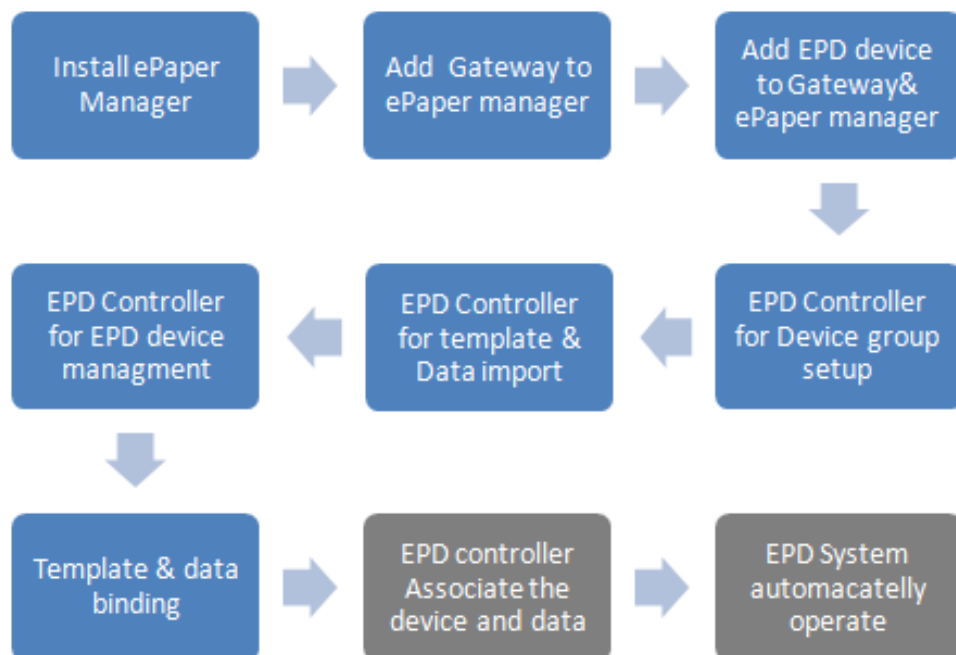 Install ePaper
Manager
Add Gateway to
ePaper manager
Add EPD device
to Gateway&
ePaper manager
EPD Controller
for Device group
setup
EPD Controller
for template &
Data import
EPD Controller
for EPD device
managment
Template & data
binding
EPD controller
Associate the
device and data
EPD System
automacatelly
operate